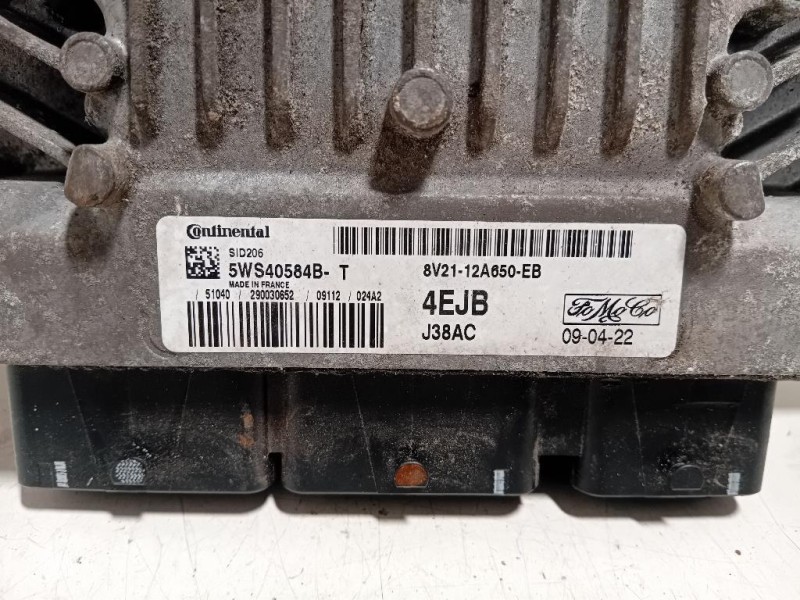 Continental
SID206
5WS40584B- T
MADE IN FRANCE
/ 51040 / 290030652 / 09112 / 024A2
8V21-12A650-EB
4EJB
J38AC
FoMoCo
09-04-22